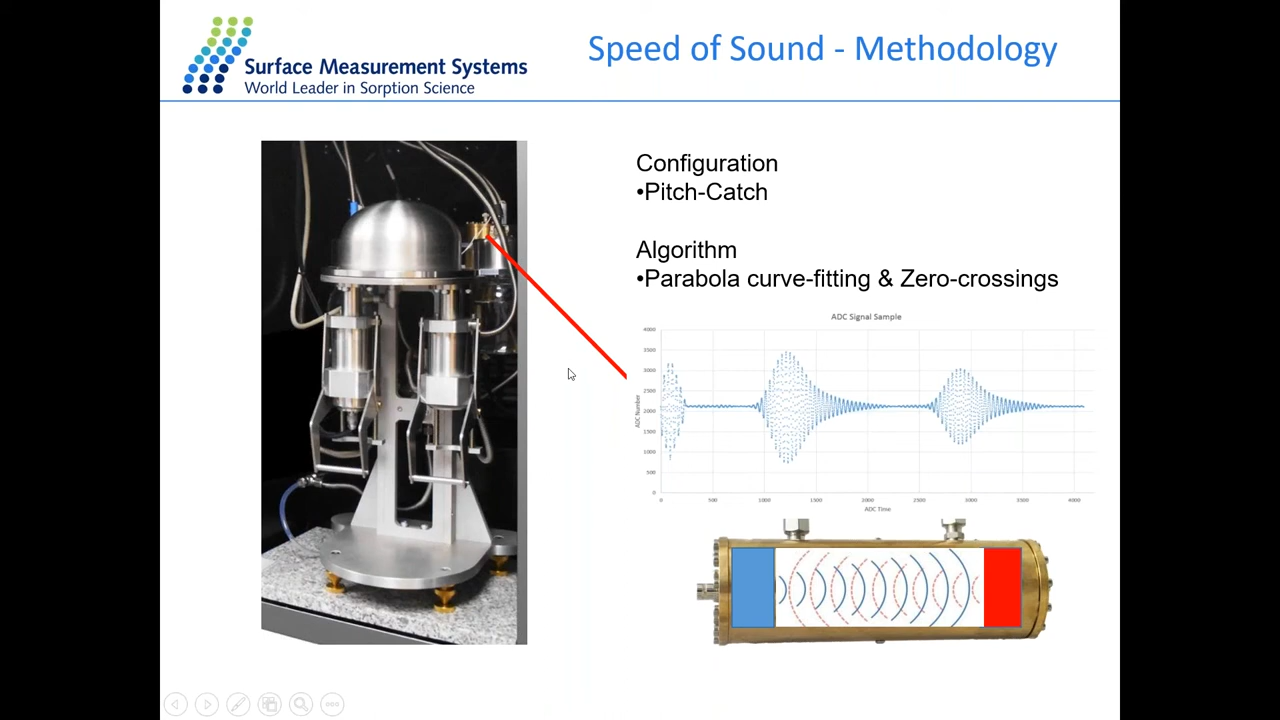 Surface Measurement Systems
World Leader in Sorption Science
Speed of Sound - Methodology
Configuration
•Pitch-Catch
Algorithm
•Parabola curve-fitting & Zero-crossings
ADC Signal Sample
4000
3500
3000
2500
2000
1500
1000
500
0
ADC Number
0 500 1000 1500 2000 2500 3000 3500 4000
ADC Time